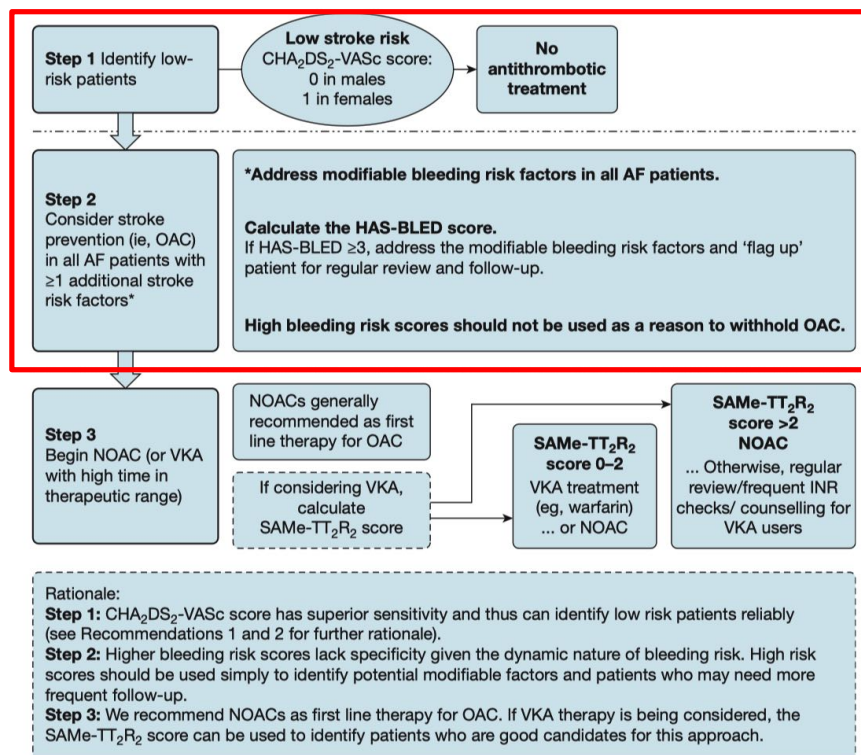 Step 1 Identify low-
risk patients
Low stroke risk
CHA₂DS₂-VASc score:
0 in males
1 in females
No
antithrombotic
treatment
Step 2
Consider stroke
prevention (ie, OAC)
in all AF patients with
≥1 additional stroke
risk factors*
*Address modifiable bleeding risk factors in all AF patients.
Calculate the HAS-BLED score.
If HAS-BLED ≥3, address the modifiable bleeding risk factors and ‘flag up’
patient for regular review and follow-up.
High bleeding risk scores should not be used as a reason to withhold OAC.
Step 3
Begin NOAC (or VKA
with high time in
therapeutic range)
NOACs generally
recommended as first
line therapy for OAC
If considering VKA,
calculate
SAMe-TT₂R₂ score
SAMe-TT₂R₂
score 0–2
VKA treatment
(eg, warfarin)
... or NOAC
SAMe-TT₂R₂
score >2
NOAC
... Otherwise, regular
review/frequent INR
checks/ counselling for
VKA users
Rationale:
Step 1: CHA₂DS₂-VASc score has superior sensitivity and thus can identify low risk patients reliably
(see Recommendations 1 and 2 for further rationale).
Step 2: Higher bleeding risk scores lack specificity given the dynamic nature of bleeding risk. High risk
scores should be used simply to identify potential modifiable factors and patients who may need more
frequent follow-up.
Step 3: We recommend NOACs as first line therapy for OAC. If VKA therapy is being considered, the
SAMe-TT₂R₂ score can be used to identify patients who are good candidates for this approach.